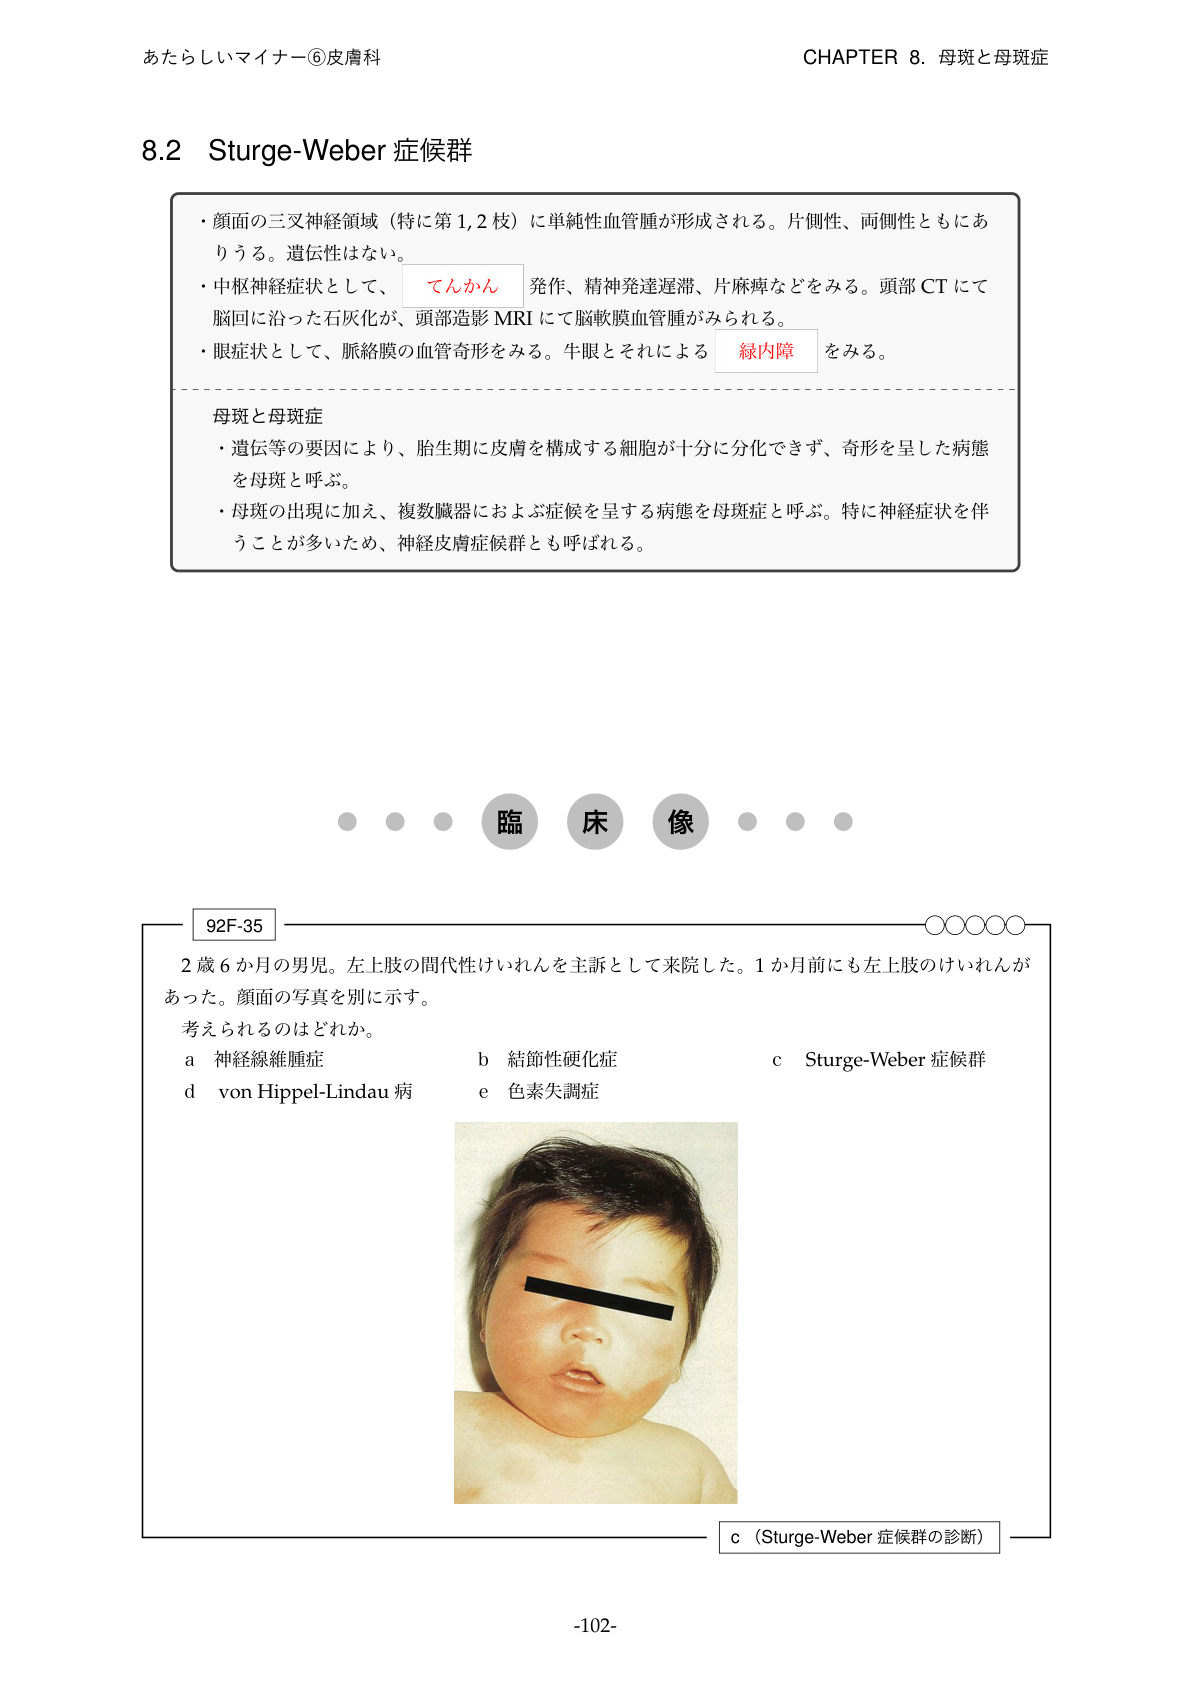 あたらしいマイナー⑥皮膚科
CHAPTER 8. 母斑と母斑症
8.2 Sturge-Weber 症候群
・顔面の三叉神経領域（特に第 1, 2 枝）に単純性血管腫が形成される。片側性、両側性ともにあ
りうる。遺伝性はない。
・中枢神経症状として、 てんかん 発作、精神発達遅滞、片麻痺などをみる。頭部 CT にて
脳回に沿った石灰化が、頭部造影 MRI にて脳軟膜血管腫がみられる。
・眼症状として、脈絡膜の血管奇形をみる。牛眼とそれによる 緑内障 をみる。
母斑と母斑症
・遺伝等の要因により、胎生期に皮膚を構成する細胞が十分に分化できず、奇形を呈した病態
を母斑と呼ぶ。
・母斑の出現に加え、複数臓器におよぶ症候を呈する病態を母斑症と呼ぶ。特に神経症状を伴
うことが多いため、神経皮膚症候群とも呼ばれる。
臨 床 像
92F-35
2 歳 6 か月の男児。左上肢の間代性けいれんを主訴として来院した。1 か月前にも左上肢のけいれんが
あった。顔面の写真を別に示す。
考えられるのはどれか。
a 神経線維腫症 b 結節性硬化症 c Sturge-Weber 症候群
d von Hippel-Lindau 病 e 色素失調症
c （Sturge-Weber 症候群の診断）
-102-